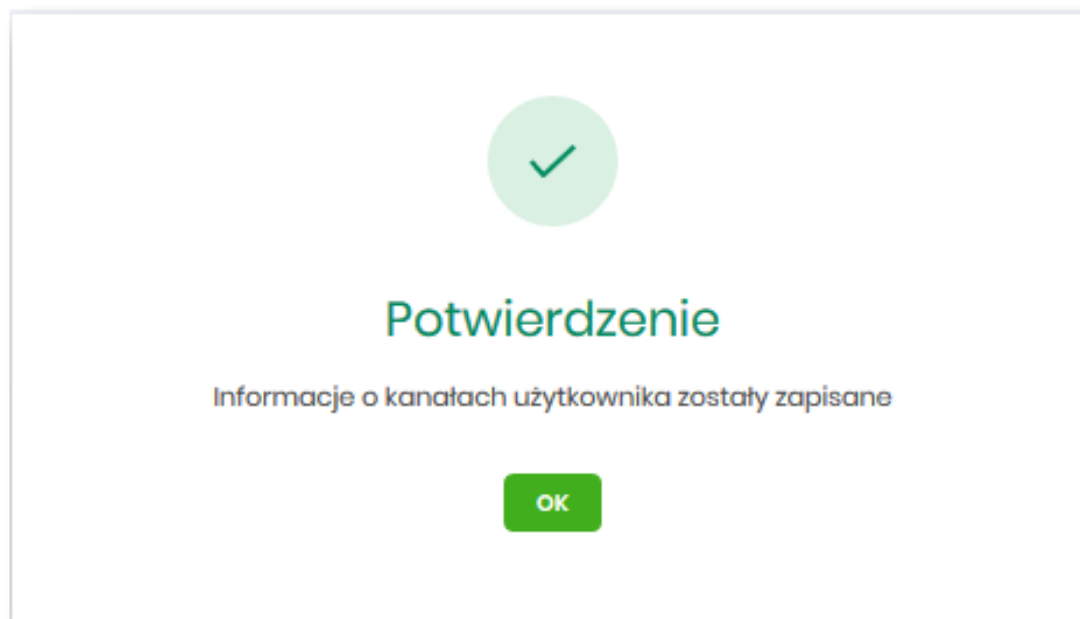 Potwierdzenie
Informacje o kanałach użytkownika zostały zapisane
OK